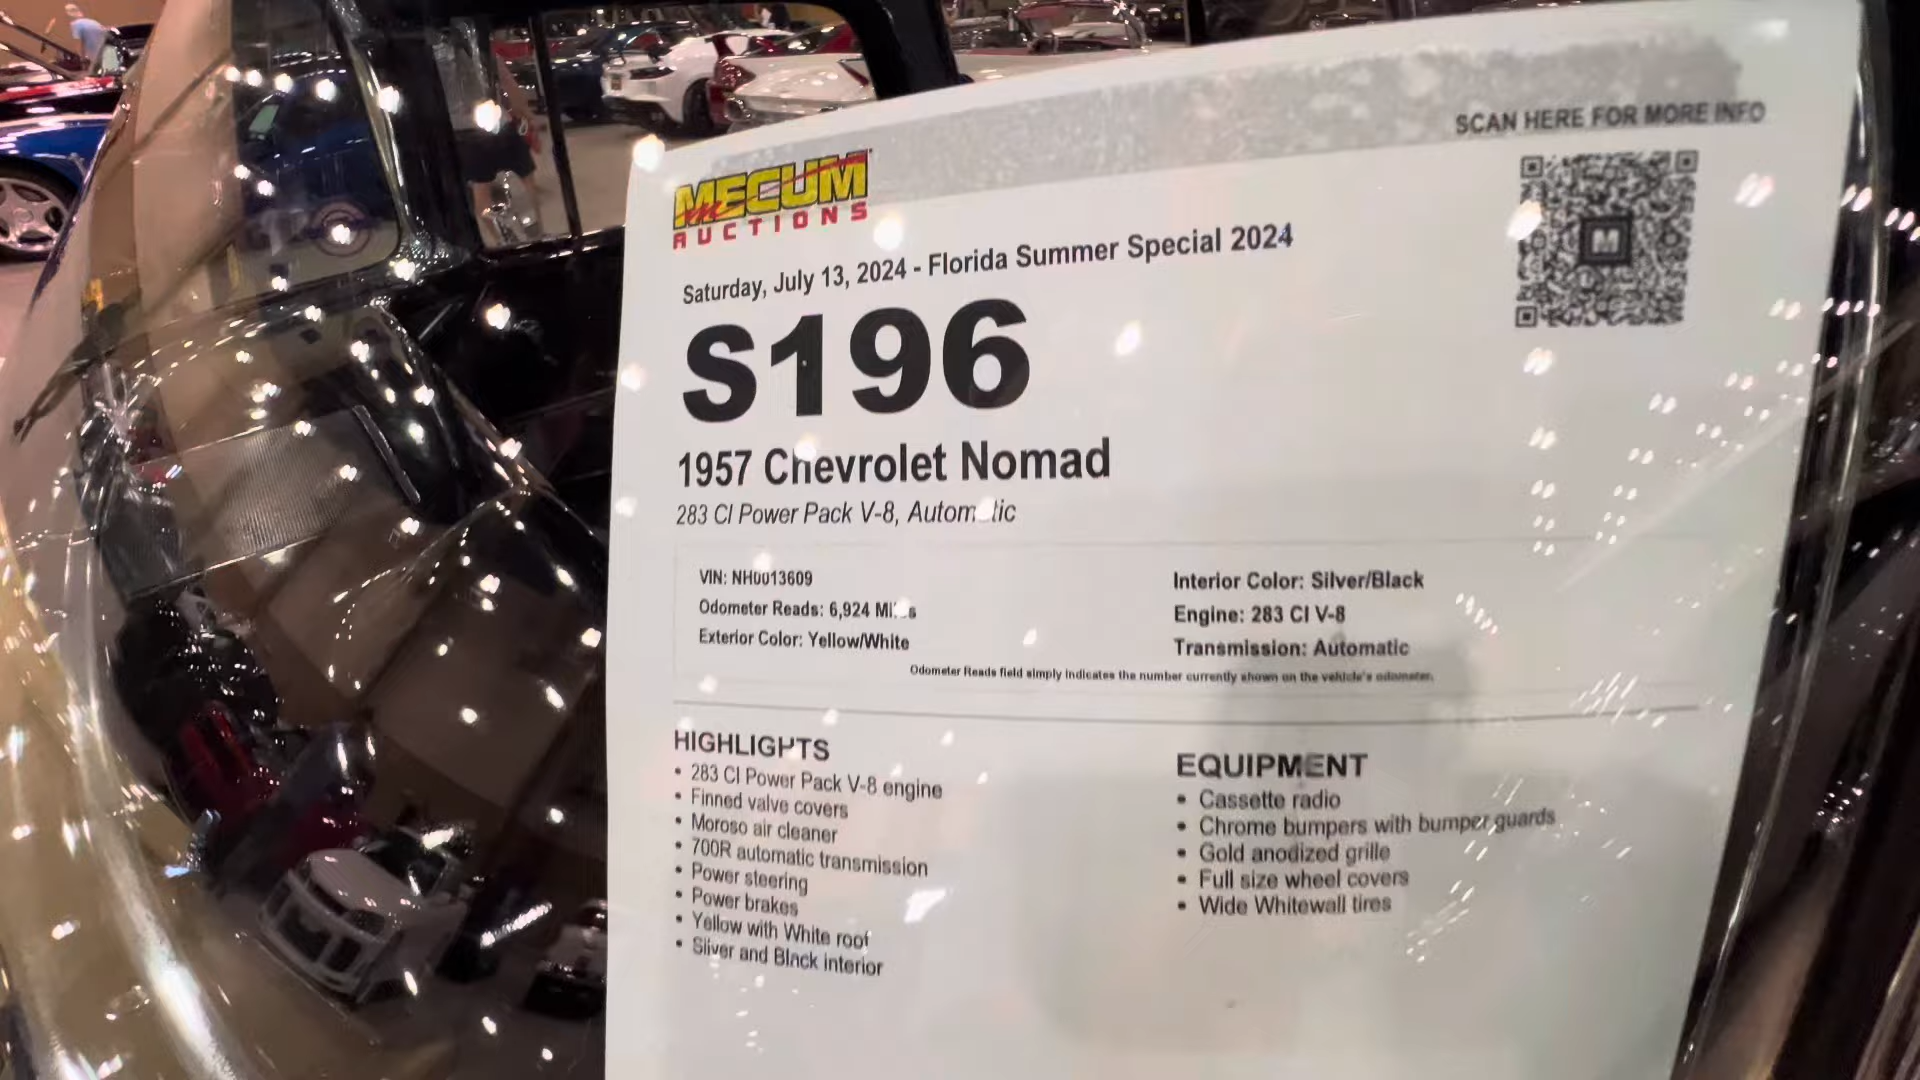 SCAN HERE FOR MORE INFO
MECUM
AUCTIONS
M
Saturday, July 13, 2024 - Florida Summer Special 2024
S196
1957 Chevrolet Nomad
283 CI Power Pack V-8, Automatic
VIN: NH0013609
Odometer Reads: 6,924 Miles
Exterior Color: Yellow/White
Interior Color: Silver/Black
Engine: 283 CI V-8
Transmission: Automatic
Odometer Reads field simply indicates the number currently shown on the vehicle's odometer.
HIGHLIGHTS
• 283 CI Power Pack V-8 engine
• Finned valve covers
• Moroso air cleaner
• 700R automatic transmission
• Power steering
• Power brakes
• Yellow with White roof
• Silver and Black interior
EQUIPMENT
• Cassette radio
• Chrome bumpers with bumper guards
• Gold anodized grille
• Full size wheel covers
• Wide Whitewall tires